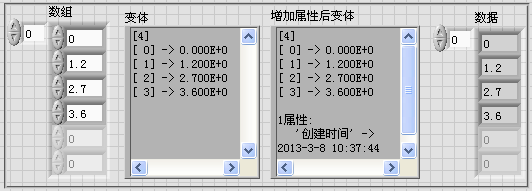 数组
变体
增加属性后变体
数据
0
0
1.2
2.7
3.6
0
0
[4]
[ 0] -> 0.000E+0
[ 1] -> 1.200E+0
[ 2] -> 2.700E+0
[ 3] -> 3.600E+0
[4]
[ 0] -> 0.000E+0
[ 1] -> 1.200E+0
[ 2] -> 2.700E+0
[ 3] -> 3.600E+0
1属性:
'创建时间' ->
2013-3-8 10:37:44
0
0
1.2
2.7
3.6
0
0